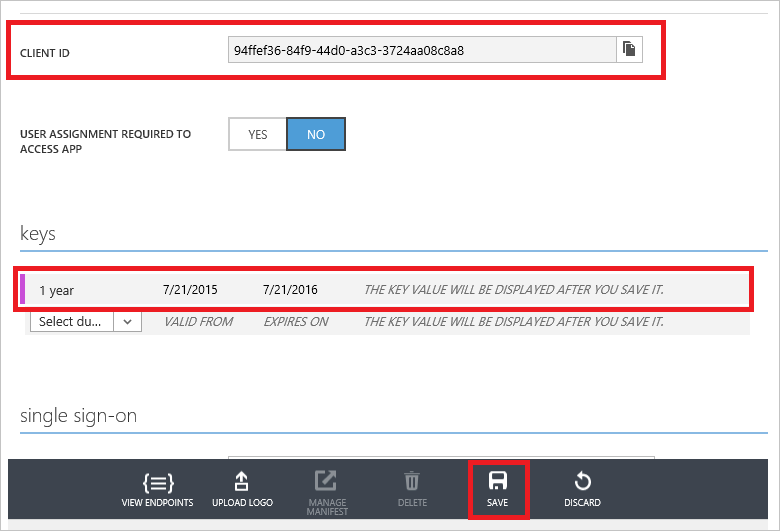 CLIENT ID
94ffef36-84f9-44d0-a3c3-3724aa08c8a8
USER ASSIGNMENT REQUIRED TO
ACCESS APP
YES NO
keys
1 year 7/21/2015 7/21/2016 THE KEY VALUE WILL BE DISPLAYED AFTER YOU SAVE IT.
Select du... VALID FROM EXPIRES ON THE KEY VALUE WILL BE DISPLAYED AFTER YOU SAVE IT.
single sign-on
VIEW ENDPOINTS UPLOAD LOGO MANAGE MANIFEST DELETE SAVE DISCARD